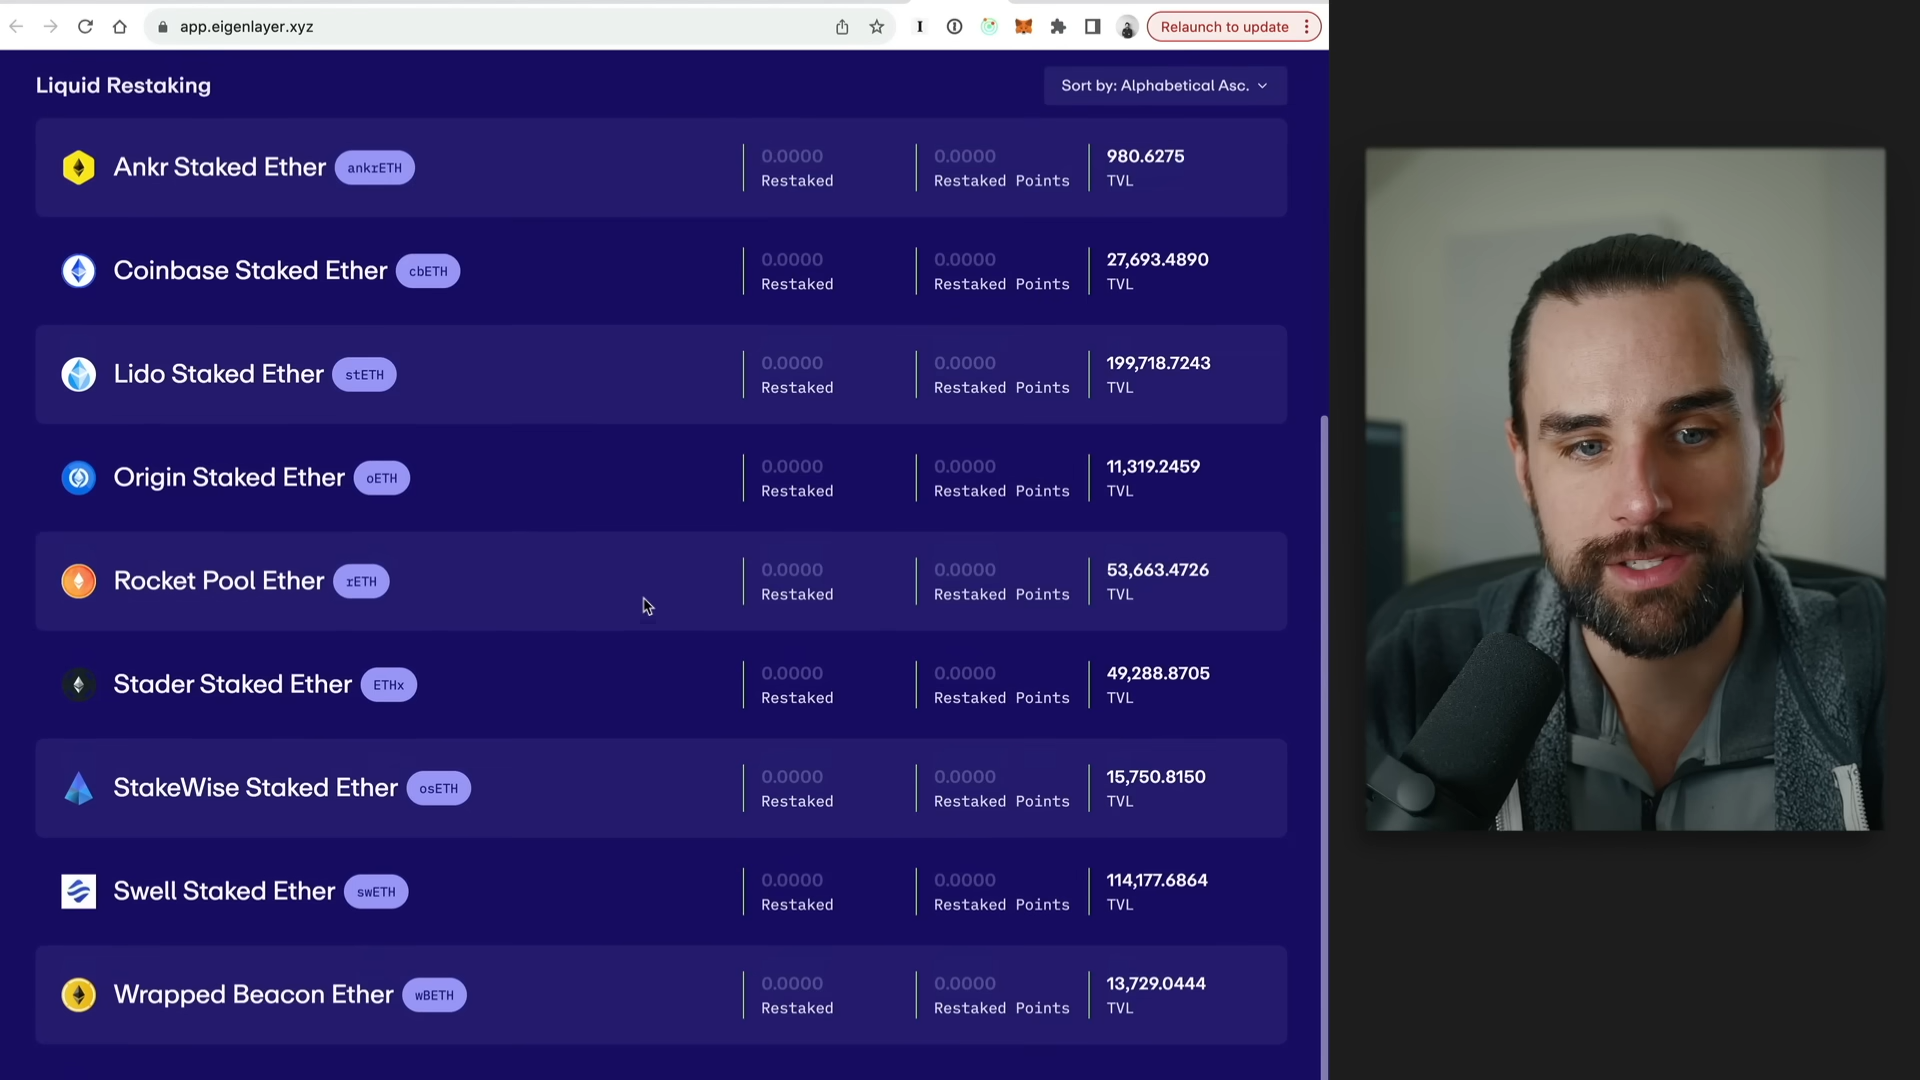 app.eigenlayer.xyz
Relaunch to update
Liquid Restaking
Sort by: Alphabetical Asc.
Ankr Staked Ether ankrETH
0.0000 0.0000 980.6275
Restaked Restaked Points TVL
Coinbase Staked Ether cbETH
0.0000 0.0000 27,693.4890
Restaked Restaked Points TVL
Lido Staked Ether stETH
0.0000 0.0000 199,718.7243
Restaked Restaked Points TVL
Origin Staked Ether oETH
0.0000 0.0000 11,319.2459
Restaked Restaked Points TVL
Rocket Pool Ether rETH
0.0000 0.0000 53,663.4726
Restaked Restaked Points TVL
Stader Staked Ether ETHx
0.0000 0.0000 49,288.8705
Restaked Restaked Points TVL
StakeWise Staked Ether osETH
0.0000 0.0000 15,750.8150
Restaked Restaked Points TVL
Swell Staked Ether swETH
0.0000 0.0000 114,177.6864
Restaked Restaked Points TVL
Wrapped Beacon Ether wBETH
0.0000 0.0000 13,729.0444
Restaked Restaked Points TVL